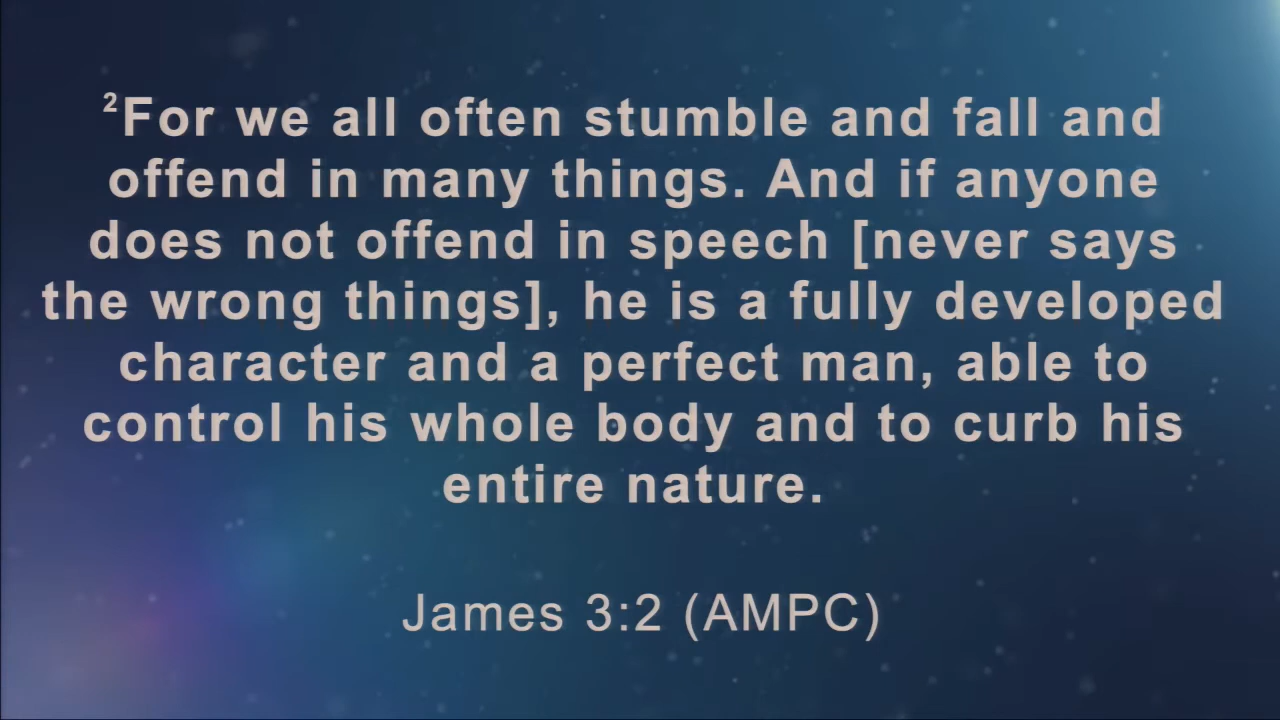 ²For we all often stumble and fall and
offend in many things. And if anyone
does not offend in speech [never says
the wrong things], he is a fully developed
character and a perfect man, able to
control his whole body and to curb his
entire nature.
James 3:2 (AMPC)